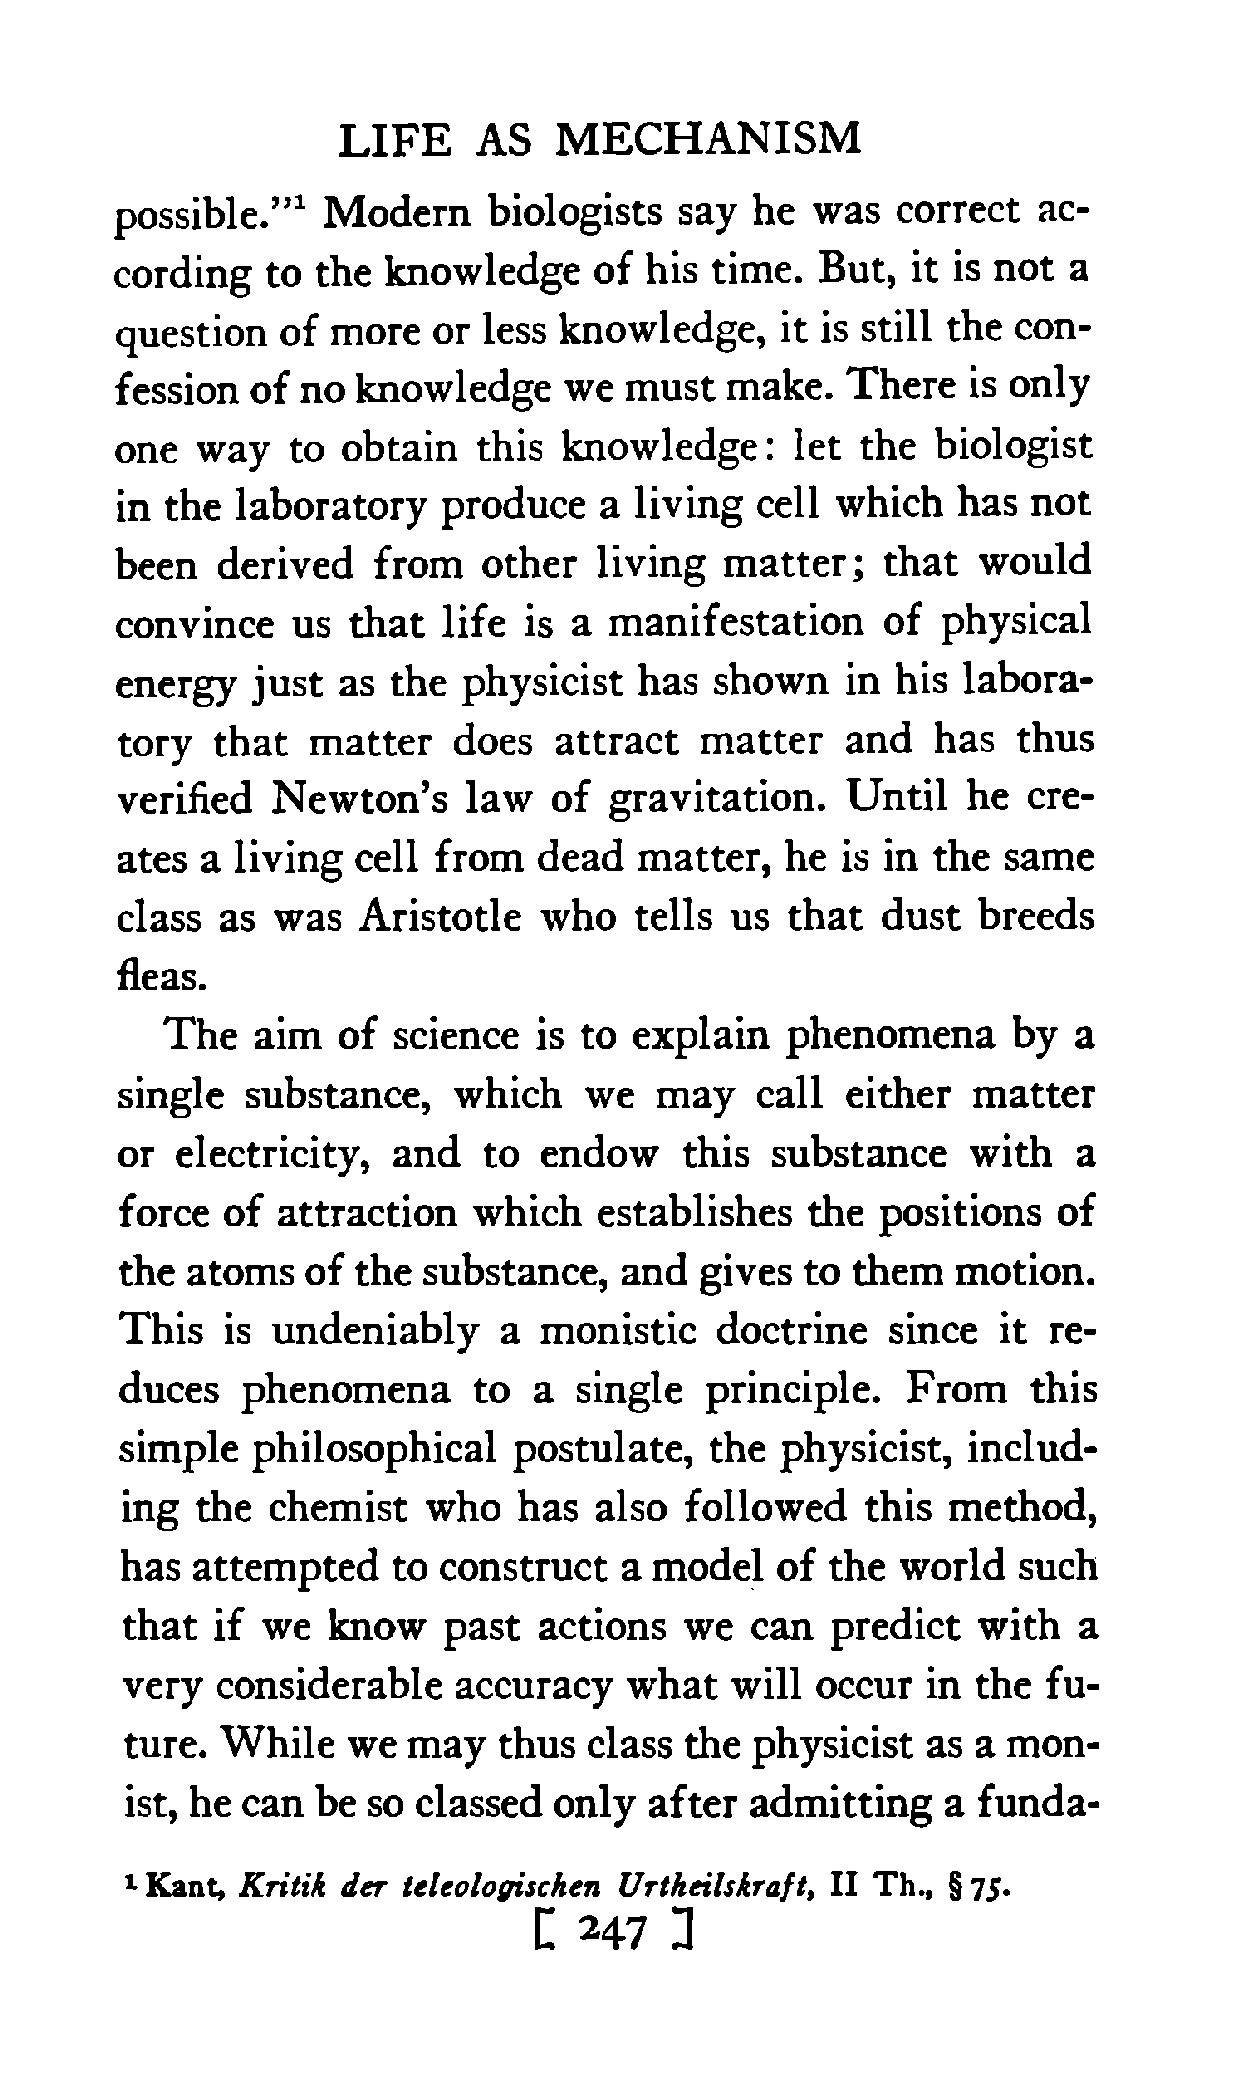 LIFE AS MECHANISM
possible."¹ Modern biologists say he was correct ac-
cording to the knowledge of his time. But, it is not a
question of more or less knowledge, it is still the con-
fession of no knowledge we must make. There is only
one way to obtain this knowledge: let the biologist
in the laboratory produce a living cell which has not
been derived from other living matter; that would
convince us that life is a manifestation of physical
energy just as the physicist has shown in his labora-
tory that matter does attract matter and has thus
verified Newton's law of gravitation. Until he cre-
ates a living cell from dead matter, he is in the same
class as was Aristotle who tells us that dust breeds
fleas.
The aim of science is to explain phenomena by a
single substance, which we may call either matter
or electricity, and to endow this substance with a
force of attraction which establishes the positions of
the atoms of the substance, and gives to them motion.
This is undeniably a monistic doctrine since it re-
duces phenomena to a single principle. From this
simple philosophical postulate, the physicist, includ-
ing the chemist who has also followed this method,
has attempted to construct a model of the world such
that if we know past actions we can predict with a
very considerable accuracy what will occur in the fu-
ture. While we may thus class the physicist as a mon-
ist, he can be so classed only after admitting a funda-
¹ Kant, Kritik der teleologischen Urtheilskraft, II Th., § 75.
[ 247 ]